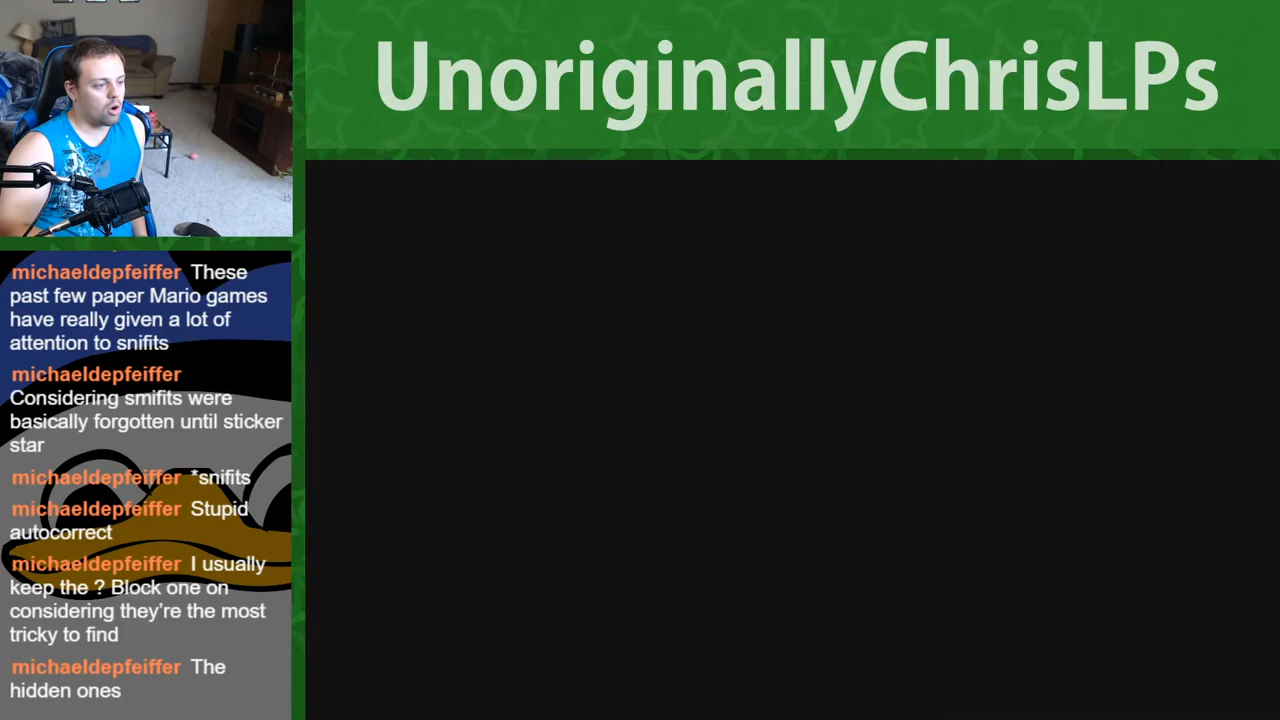 UnoriginallyChrisLPs
michaeldepfeiffer These
past few paper Mario games
have really given a lot of
attention to snifits
michaeldepfeiffer
Considering smifits were
basically forgotten until sticker
star
michaeldepfeiffer *snifits
michaeldepfeiffer Stupid
autocorrect
michaeldepfeiffer I usually
keep the ? Block one on
considering they’re the most
tricky to find
michaeldepfeiffer The
hidden ones